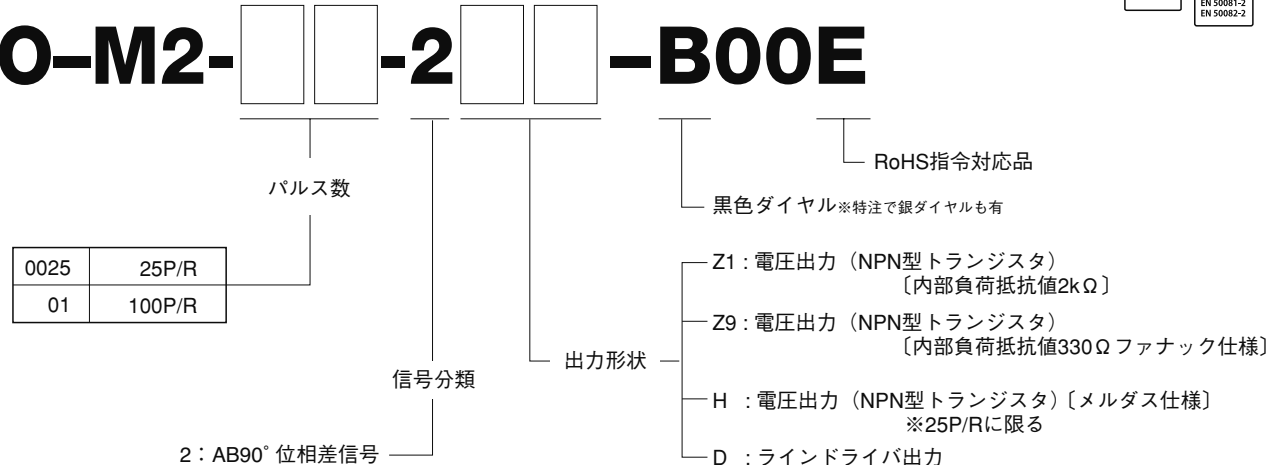 EN 50081-2
EN 50082-2
O–M2-□□-2□□–B00E
RoHS指令対応品
パルス数
黒色ダイヤル※特注で銀ダイヤルも有
0025 25P/R
01 100P/R
Z1：電圧出力（NPN型トランジスタ）
〔内部負荷抵抗値2kΩ〕
Z9：電圧出力（NPN型トランジスタ）
〔内部負荷抵抗値330Ωファナック仕様〕
出力形状
信号分類
H ：電圧出力（NPN型トランジスタ）〔メルダス仕様〕
※25P/Rに限る
2：AB90°位相差信号
D ：ラインドライバ出力